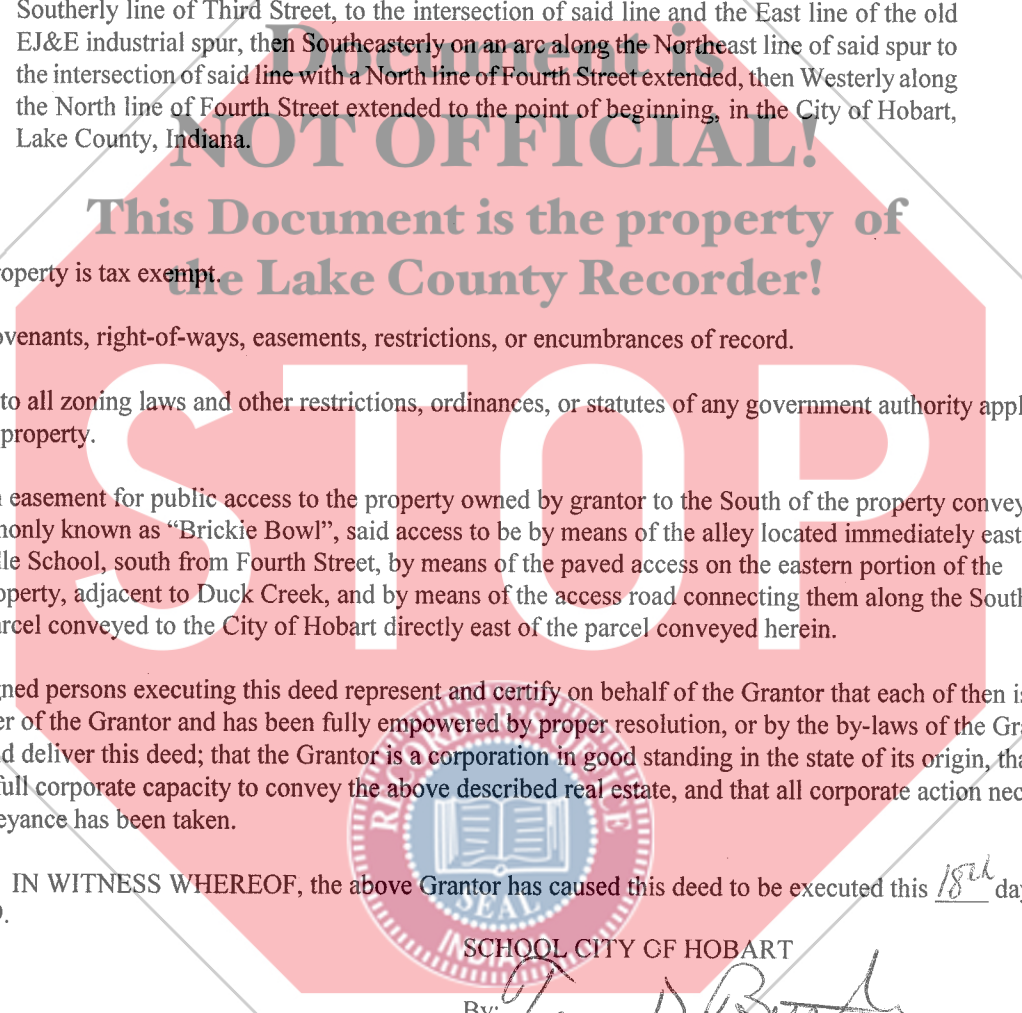 Southerly line of Third Street, to the intersection of said line and the East line of the old
EJ&E industrial spur, then Southeasterly on an arc along the Northeast line of said spur to
the intersection of said line with a North line of Fourth Street extended, then Westerly along
the North line of Fourth Street extended to the point of beginning, in the City of Hobart,
Lake County, Indiana.
Document is
NOT OFFICIAL!
This Document is the property of
the Lake County Recorder!
operty is tax exempt.
ovenants, right-of-ways, easements, restrictions, or encumbrances of record.
STOP
to all zoning laws and other restrictions, ordinances, or statutes of any government authority appl
property.
easement for public access to the property owned by grantor to the South of the property convey
monly known as “Brickie Bowl”, said access to be by means of the alley located immediately east
le School, south from Fourth Street, by means of the paved access on the eastern portion of the
operty, adjacent to Duck Creek, and by means of the access road connecting them along the South
arcel conveyed to the City of Hobart directly east of the parcel conveyed herein.
gned persons executing this deed represent and certify on behalf of the Grantor that each of then is
er of the Grantor and has been fully empowered by proper resolution, or by the by-laws of the Gr
d deliver this deed; that the Grantor is a corporation in good standing in the state of its origin, tha
full corporate capacity to convey the above described real estate, and that all corporate action nec
eyance has been taken.
RECORDER'S OFFICE
SEAL
INDIANA
IN WITNESS WHEREOF, the above Grantor has caused this deed to be executed this 18th day
SCHOOL CITY OF HOBART
By: